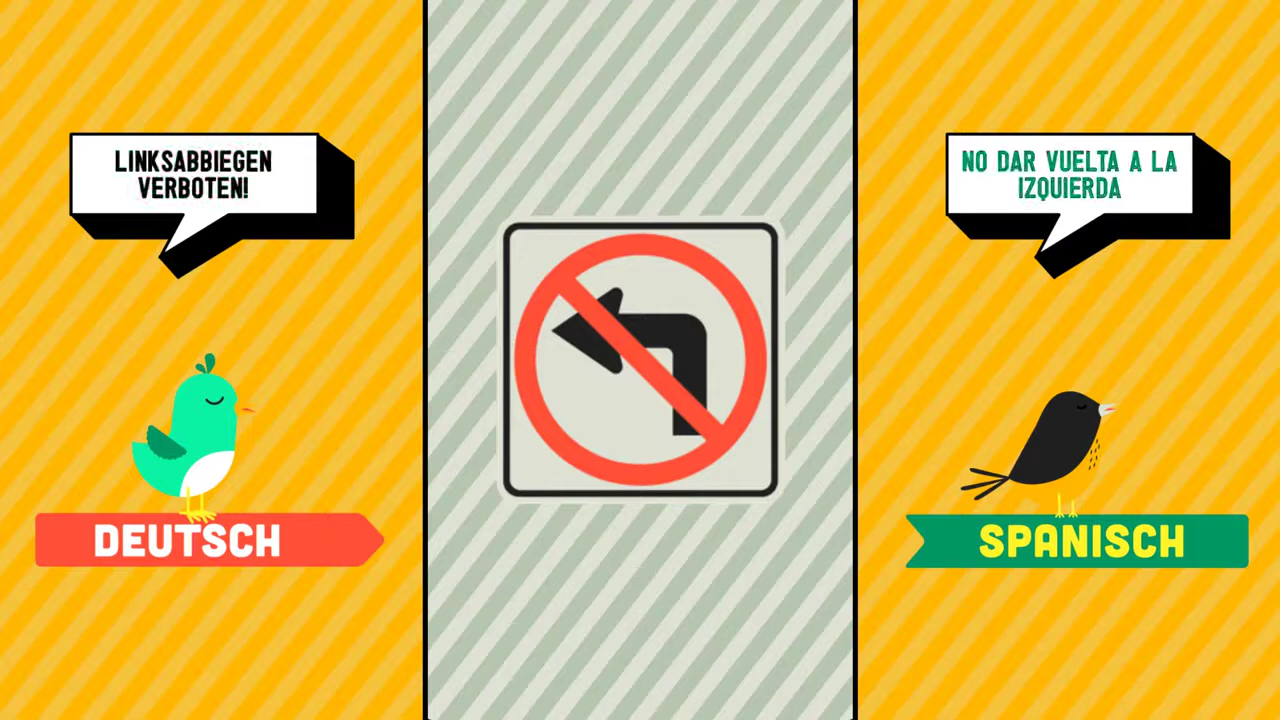 LINKSABBIEGEN
VERBOTEN!
NO DAR VUELTA A LA
IZQUIERDA
DEUTSCH
SPANISCH